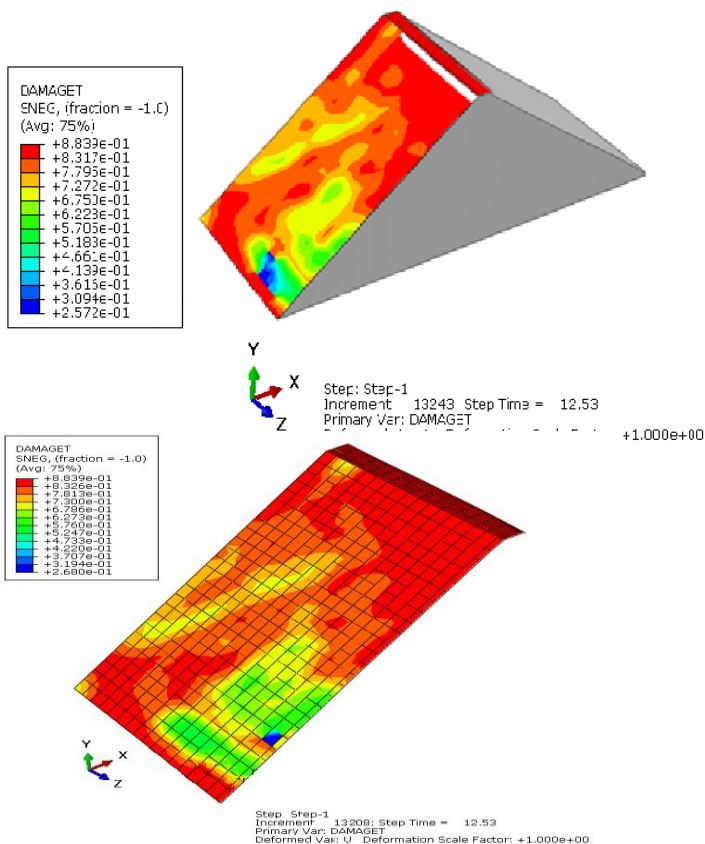 DAMAGET
SNEG, (fraction = -1.0)
(Avg: 75%)
+8.839e-01
+8.317e-01
+7.795e-01
+7.272e-01
+6.750e-01
+6.228e-01
+5.705e-01
+5.183e-01
+4.661e-01
+4.139e-01
+3.616e-01
+3.094e-01
+2.572e-01
Y
X
Z
Step: Step-1
Increment 13243 Step Time = 12.53
Primary Var: DAMAGET
+1.000e+00
DAMAGET
SNEG, (fraction = -1.0)
(Avg: 75%)
+8.839e-01
+8.326e-01
+7.813e-01
+7.300e-01
+6.786e-01
+6.273e-01
+5.760e-01
+5.247e-01
+4.733e-01
+4.220e-01
+3.707e-01
+3.194e-01
+2.680e-01
Y
X
Z
Step Step-1
Increment 13208: Step Time = 12.53
Primary Var: DAMAGET
Deformed Var: U Deformation Scale Factor: +1.000e+00